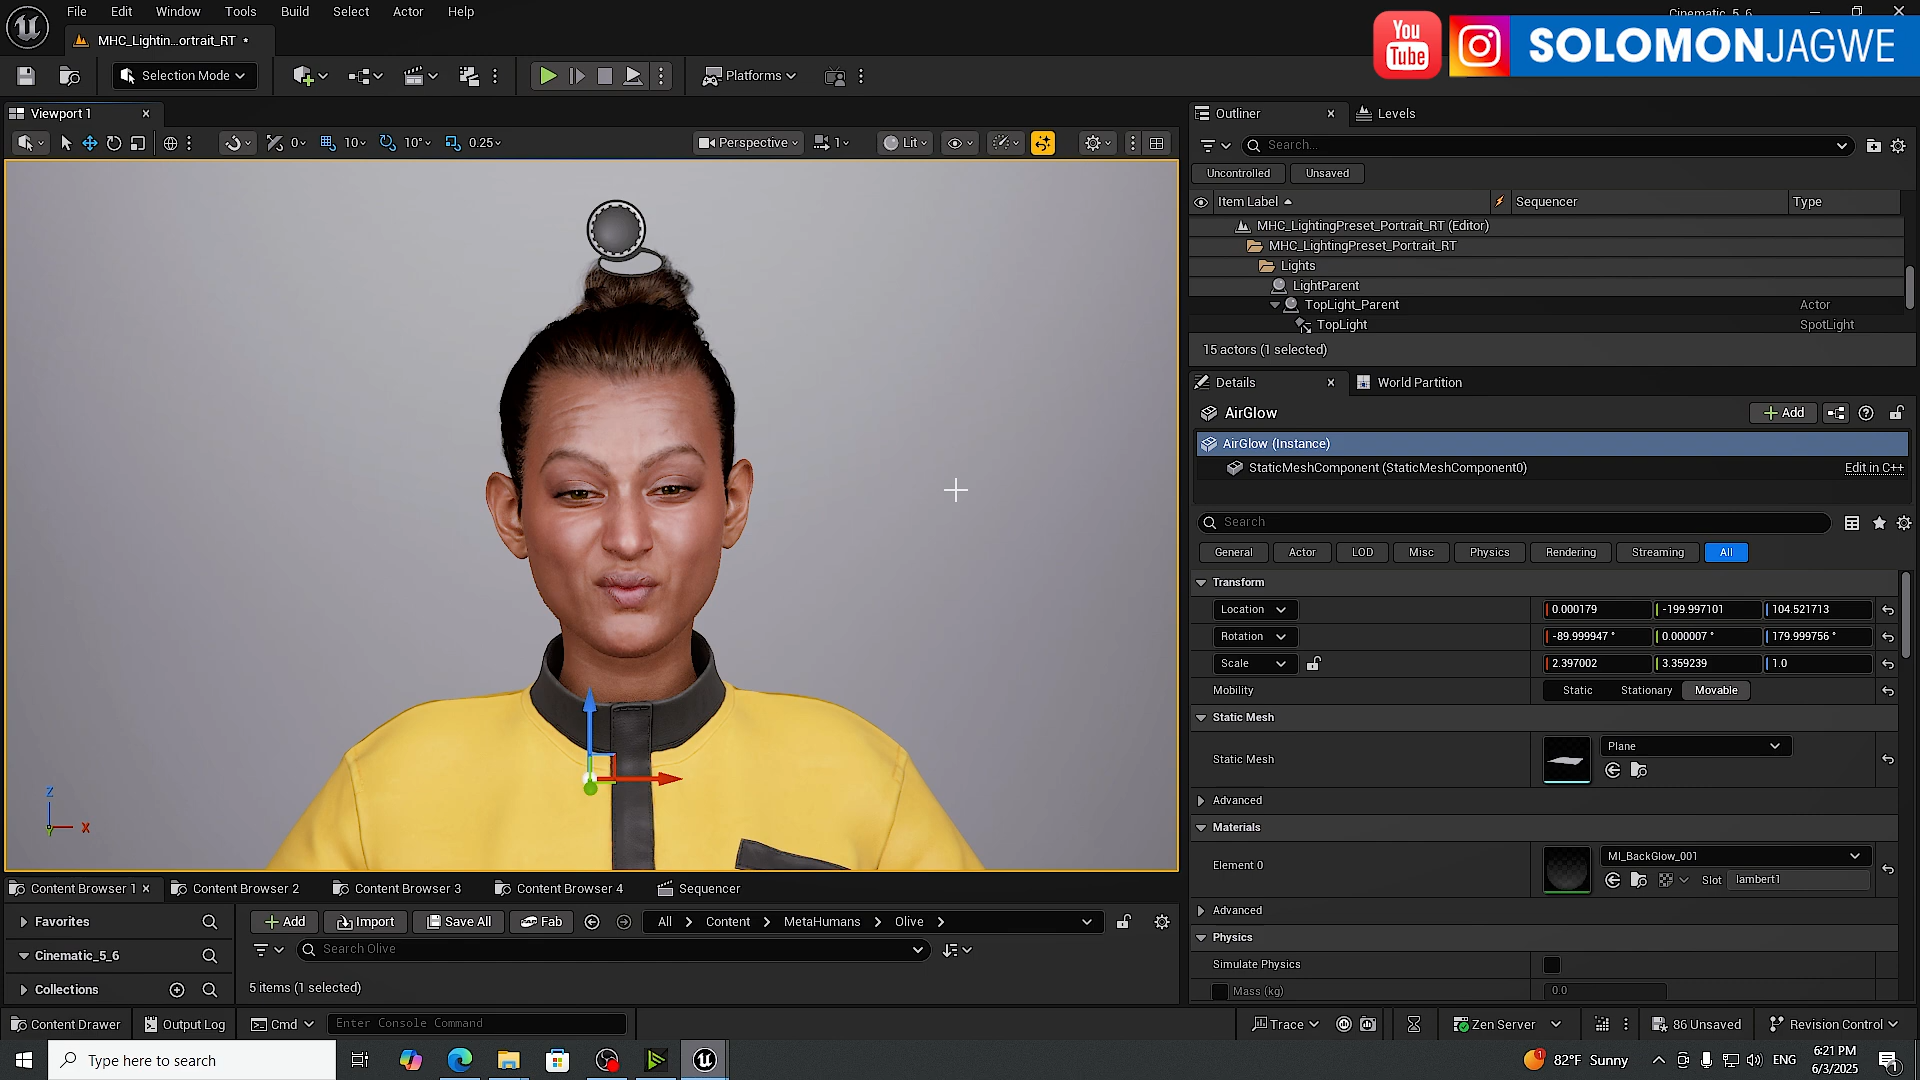 File Edit Window Tools Build Select Actor Help
Cinematic_5_6
MHC_Lightin...ortrait_RT •
You Tube
SOLOMONJAGWE
Selection Mode
Platforms
Viewport 1
Outliner
Levels
0 10 10° 0.25
Perspective 1 Lit
Search...
Uncontrolled Unsaved
Item Label Sequencer Type
MHC_LightingPreset_Portrait_RT (Editor)
MHC_LightingPreset_Portrait_RT
Lights
LightParent
TopLight_Parent Actor
TopLight SpotLight
15 actors (1 selected)
Details
World Partition
AirGlow
Add
AirGlow (Instance)
StaticMeshComponent (StaticMeshComponent0) Edit in C++
Search
General Actor LOD Misc Physics Rendering Streaming All
Transform
Location 0.000179 -199.997101 104.521713
Rotation -89.999947 ° 0.000007 ° 179.999756 °
Scale 2.397002 3.359239 1.0
Mobility Static Stationary Movable
Static Mesh
Static Mesh Plane
Advanced
Materials
Element 0 MI_BackGlow_001
Slot lambert1
Advanced
Physics
Simulate Physics
Mass (kg) 0.0
Z
X
Y
Content Browser 1 Content Browser 2 Content Browser 3 Content Browser 4 Sequencer
Favorites
Cinematic_5_6
Collections
Add Import Save All Fab All Content MetaHumans Olive
Search Olive
5 items (1 selected)
Content Drawer Output Log Cmd Enter Console Command Trace Zen Server 86 Unsaved Revision Control
Type here to search
1 82°F Sunny ENG
6:21 PM
6/3/2025
1